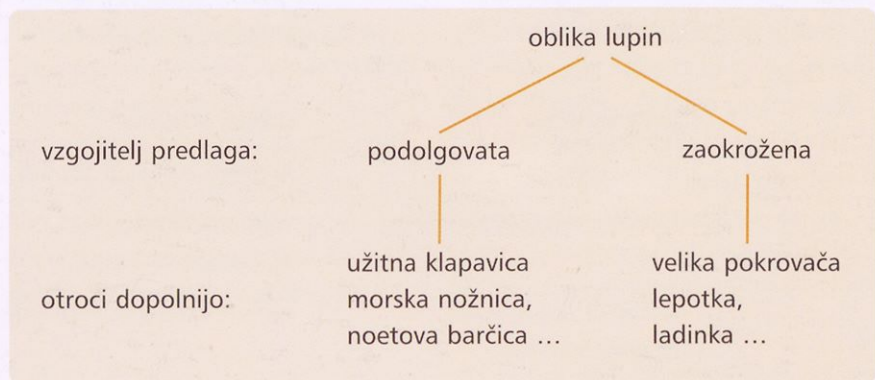 oblika lupin
vzgojitelj predlaga: podolgovata zaokrožena
užitna klapavica velika pokrovača
otroci dopolnijo: morska nožnica, lepotka,
noetova barčica ... ladinka ...